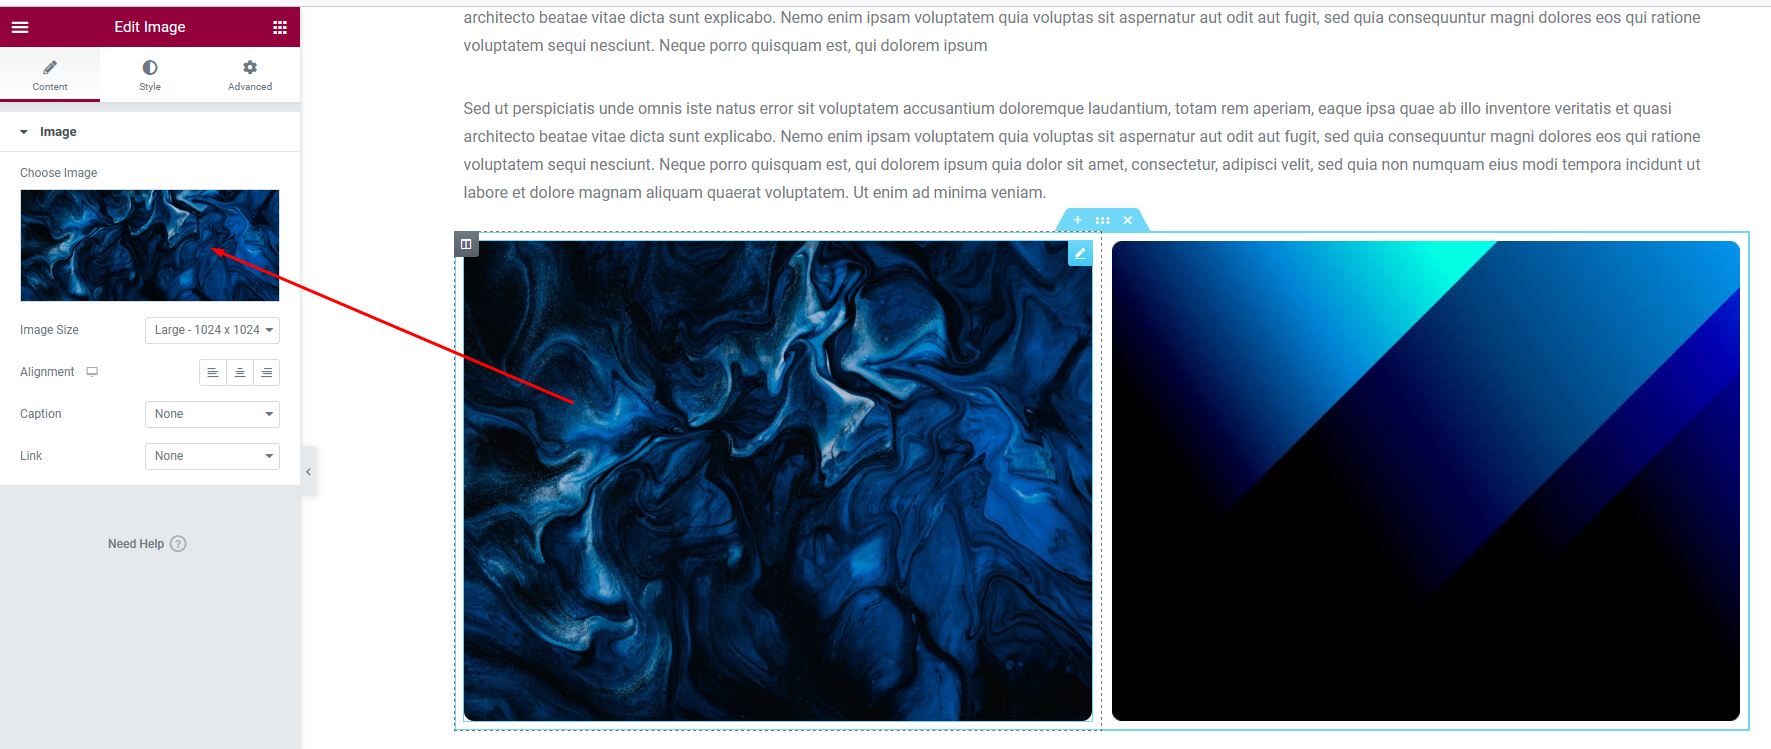 Edit Image
Content
Style
Advanced
Image
Choose Image
Image Size
Large - 1024 x 1024
Alignment
Caption
None
Link
None
Need Help ?
architecto beatae vitae dicta sunt explicabo. Nemo enim ipsam voluptatem quia voluptas sit aspernatur aut odit aut fugit, sed quia consequuntur magni dolores eos qui ratione
voluptatem sequi nesciunt. Neque porro quisquam est, qui dolorem ipsum
Sed ut perspiciatis unde omnis iste natus error sit voluptatem accusantium doloremque laudantium, totam rem aperiam, eaque ipsa quae ab illo inventore veritatis et quasi
architecto beatae vitae dicta sunt explicabo. Nemo enim ipsam voluptatem quia voluptas sit aspernatur aut odit aut fugit, sed quia consequuntur magni dolores eos qui ratione
voluptatem sequi nesciunt. Neque porro quisquam est, qui dolorem ipsum quia dolor sit amet, consectetur, adipisci velit, sed quia non numquam eius modi tempora incidunt ut
labore et dolore magnam aliquam quaerat voluptatem. Ut enim ad minima veniam.